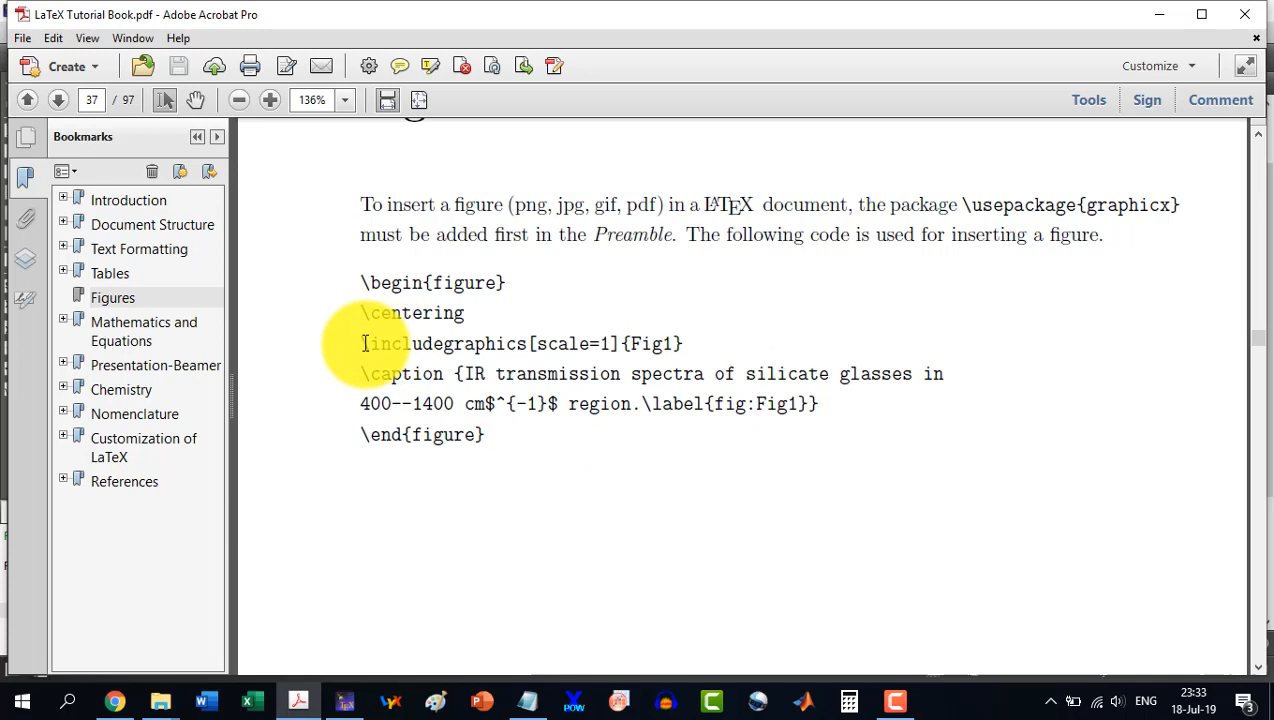 LaTeX Tutorial Book.pdf - Adobe Acrobat Pro
File Edit View Window Help
Create
Customize
37 / 97
136%
Tools Sign Comment
Bookmarks
Introduction
Document Structure
Text Formatting
Tables
Figures
Mathematics and
Equations
Presentation-Beamer
Chemistry
Nomenclature
Customization of
LaTeX
References
To insert a figure (png, jpg, gif, pdf) in a LATEX document, the package \usepackage{graphicx}
must be added first in the Preamble. The following code is used for inserting a figure.
\begin{figure}
\centering
\includegraphics[scale=1]{Fig1}
\caption {IR transmission spectra of silicate glasses in
400--1400 cm$^{-1}$ region.\label{fig:Fig1}}
\end{figure}
ENG
23:33
18-Jul-19
3
POW